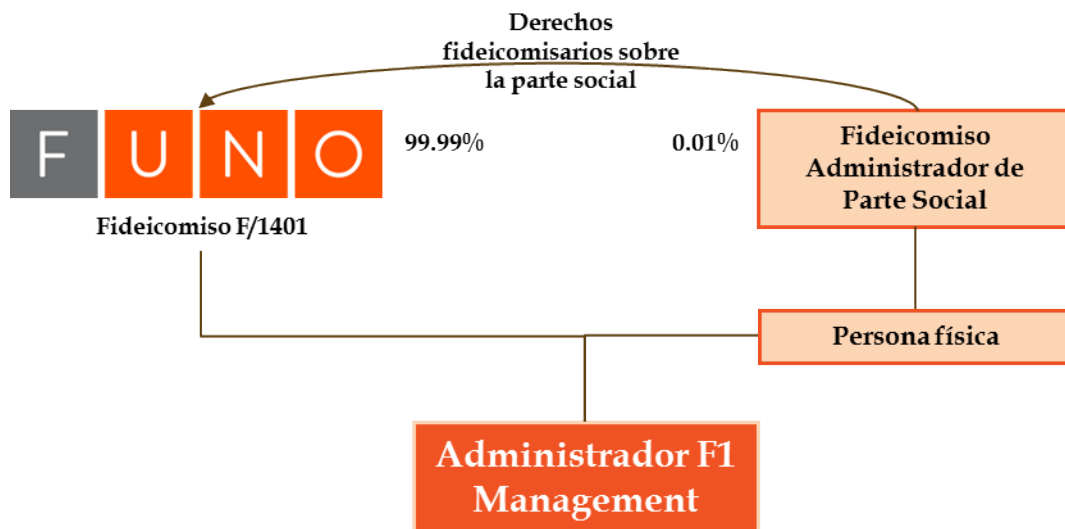 Derechos
fideicomisarios sobre
la parte social
FUNO
99.99%
0.01%
Fideicomiso
Administrador de
Parte Social
Fideicomiso F/1401
Persona física
Administrador F1
Management